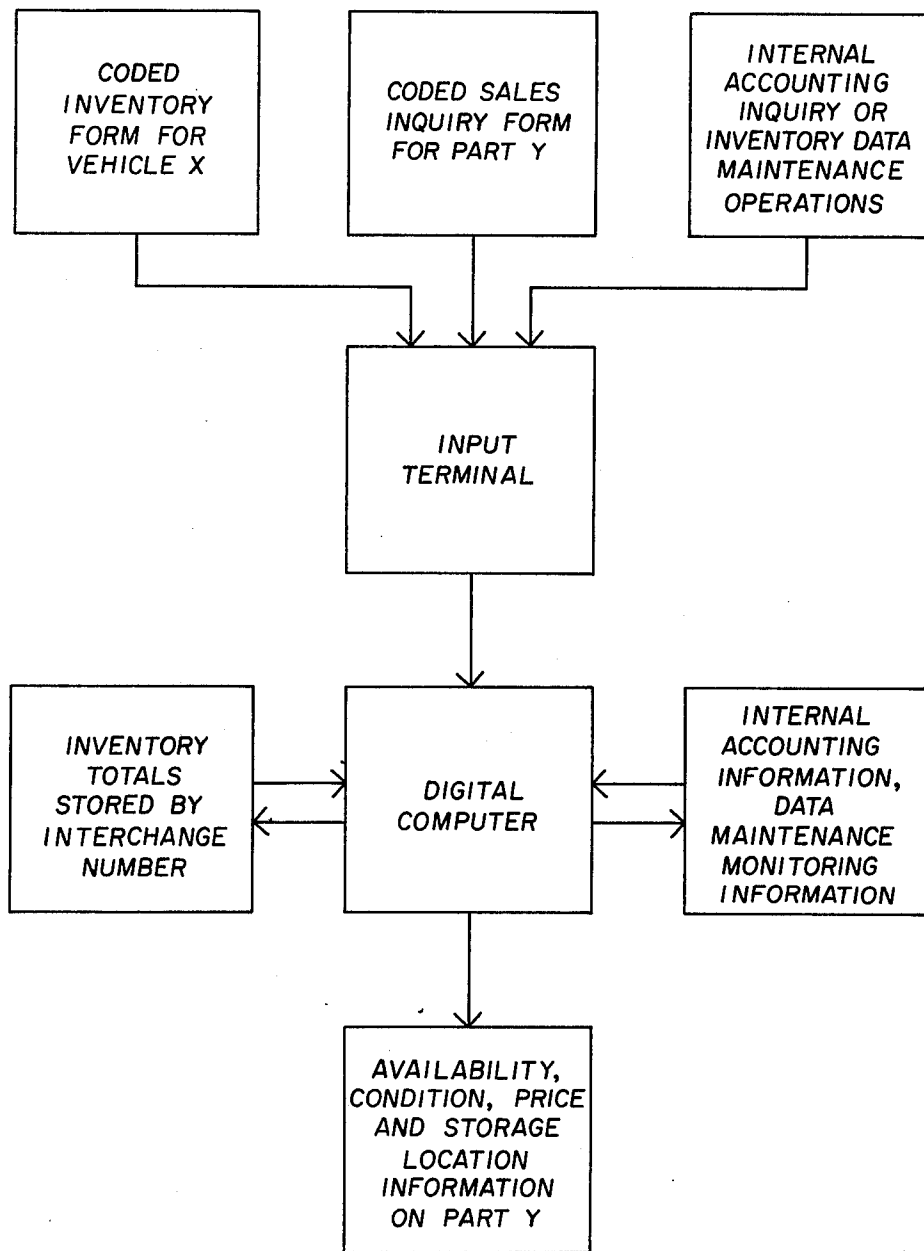 CODED
INVENTORY
FORM FOR
VEHICLE X
CODED SALES
INQUIRY FORM
FOR PART Y
INTERNAL
ACCOUNTING
INQUIRY OR
INVENTORY DATA
MAINTENANCE
OPERATIONS
INPUT
TERMINAL
INVENTORY
TOTALS
STORED BY
INTERCHANGE
NUMBER
DIGITAL
COMPUTER
INTERNAL
ACCOUNTING
INFORMATION,
DATA
MAINTENANCE
MONITORING
INFORMATION
AVAILABILITY,
CONDITION, PRICE
AND STORAGE
LOCATION
INFORMATION
ON PART Y